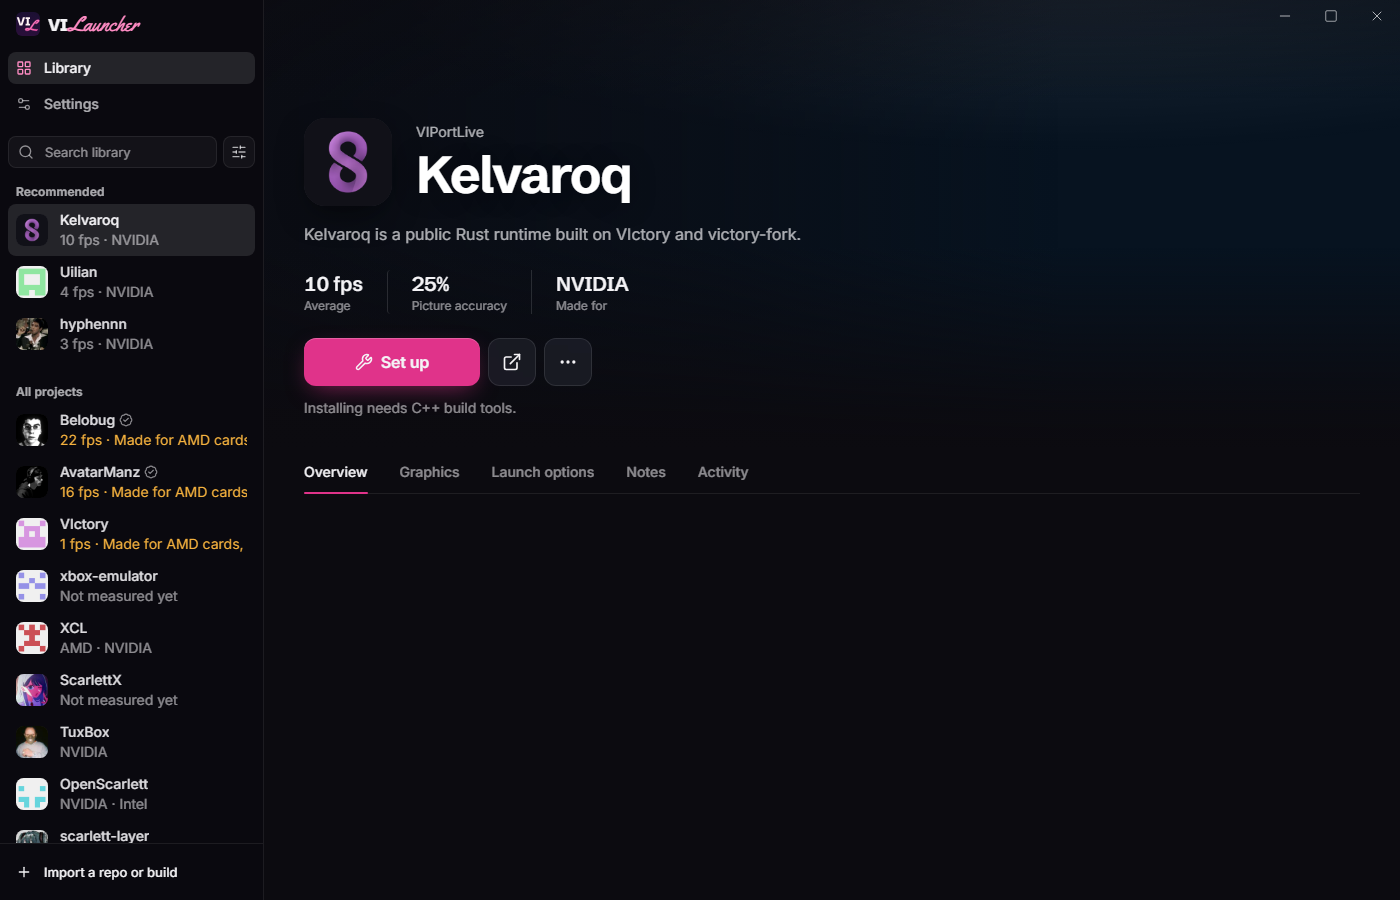 VI
L
VI Launcher
Library
Settings
Search library
Recommended
Kelvaroq
10 fps · NVIDIA
Uilian
4 fps · NVIDIA
hyphennn
3 fps · NVIDIA
All projects
Belobug
22 fps · Made for AMD cards
AvatarManz
16 fps · Made for AMD cards
VIctory
1 fps · Made for AMD cards,
xbox-emulator
Not measured yet
XCL
AMD · NVIDIA
ScarlettX
Not measured yet
TuxBox
NVIDIA
OpenScarlett
NVIDIA · Intel
scarlett-layer
Import a repo or build
VIPortLive
Kelvaroq
Kelvaroq is a public Rust runtime built on VIctory and victory-fork.
10 fps
Average
25%
Picture accuracy
NVIDIA
Made for
Set up
Installing needs C++ build tools.
Overview
Graphics
Launch options
Notes
Activity